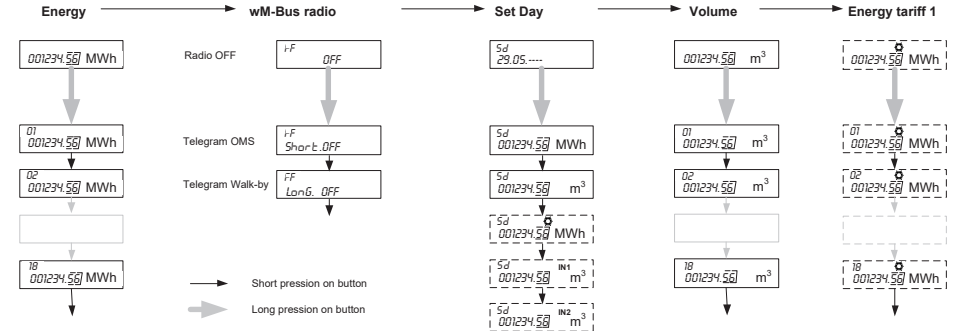 Energy wM-Bus radio Set Day Volume Energy tariff 1
001234.56 MWh
01
001234.56 MWh
02
001234.56 MWh
18
001234.56 MWh
Radio OFF
rF
OFF
Telegram OMS
rF
Short.OFF
Telegram Walk-by
FF
LonG. OFF
Short pression on button
Long pression on button
Sd
29.05.----
Sd
001234.56 MWh
Sd
001234.56 m³
Sd
001234.56 MWh
Sd IN1
001234.56 m³
Sd IN2
001234.56 m³
001234.56 m³
01
001234.56 m³
02
001234.56 m³
18
001234.56 m³
001234.56 MWh
01
001234.56 MWh
02
001234.56 MWh
18
001234.56 MWh